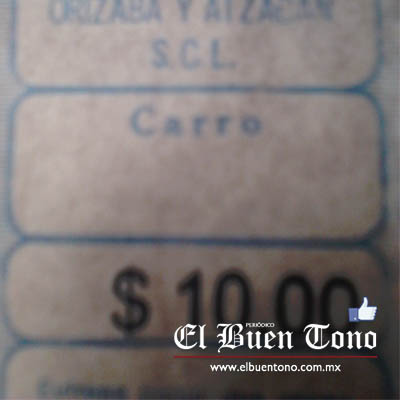 ORIZABA Y ATZACAN
S.C.L.
Carro
$ 10.00
PERIÓDICO
El Buen Tono
www.elbuentono.com.mx